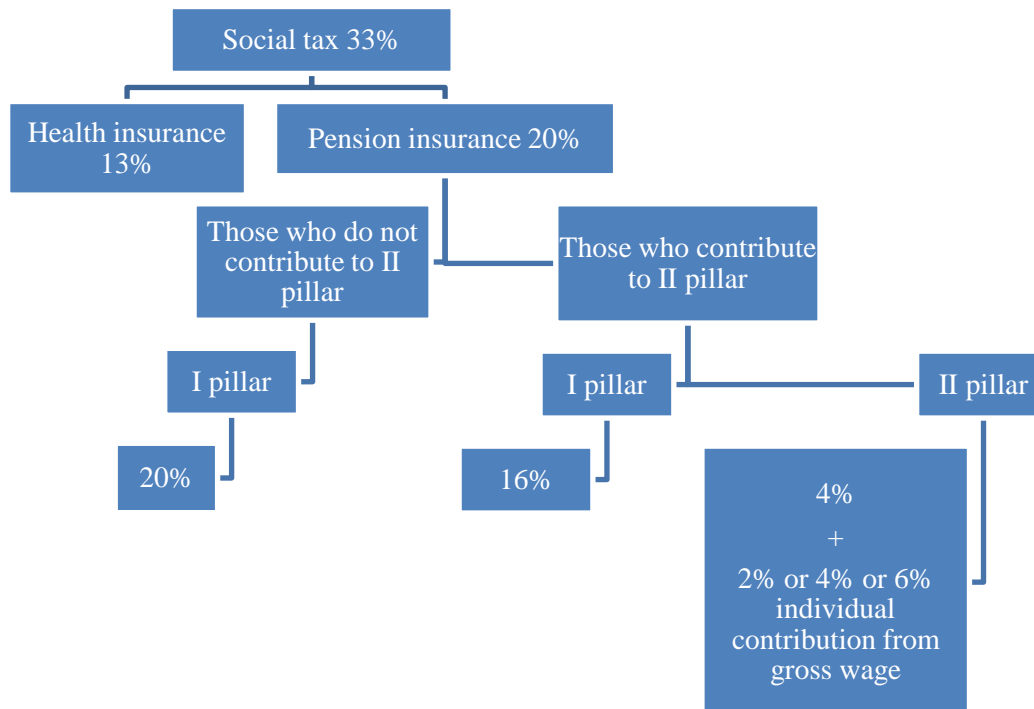 Social tax 33%
Health insurance
13%
Pension insurance 20%
Those who do not
contribute to II
pillar
Those who contribute
to II pillar
I pillar
I pillar
II pillar
20%
16%
4%
+
2% or 4% or 6%
individual
contribution from
gross wage